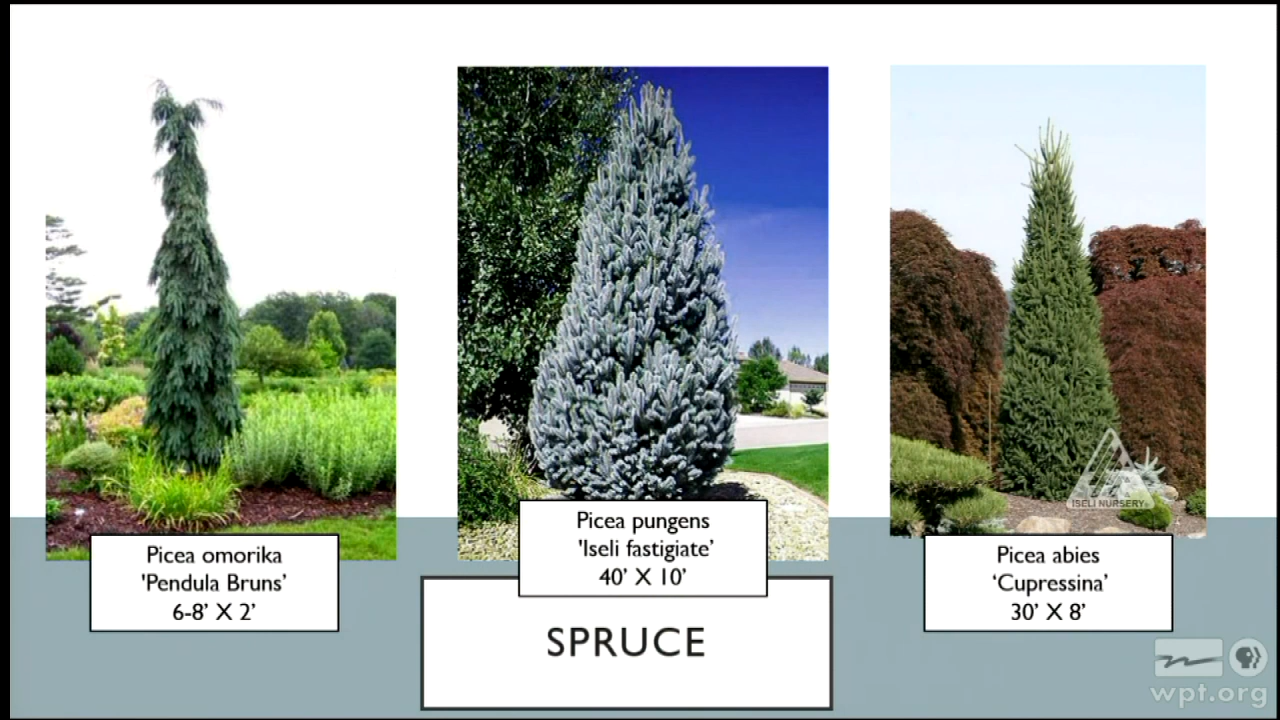 Picea omorika
'Pendula Bruns’
6-8’ X 2’
Picea pungens
'Iseli fastigiate’
40’ X 10’
Picea abies
‘Cupressina’
30’ X 8’
ISELI NURSERY
SPRUCE
wpt.org